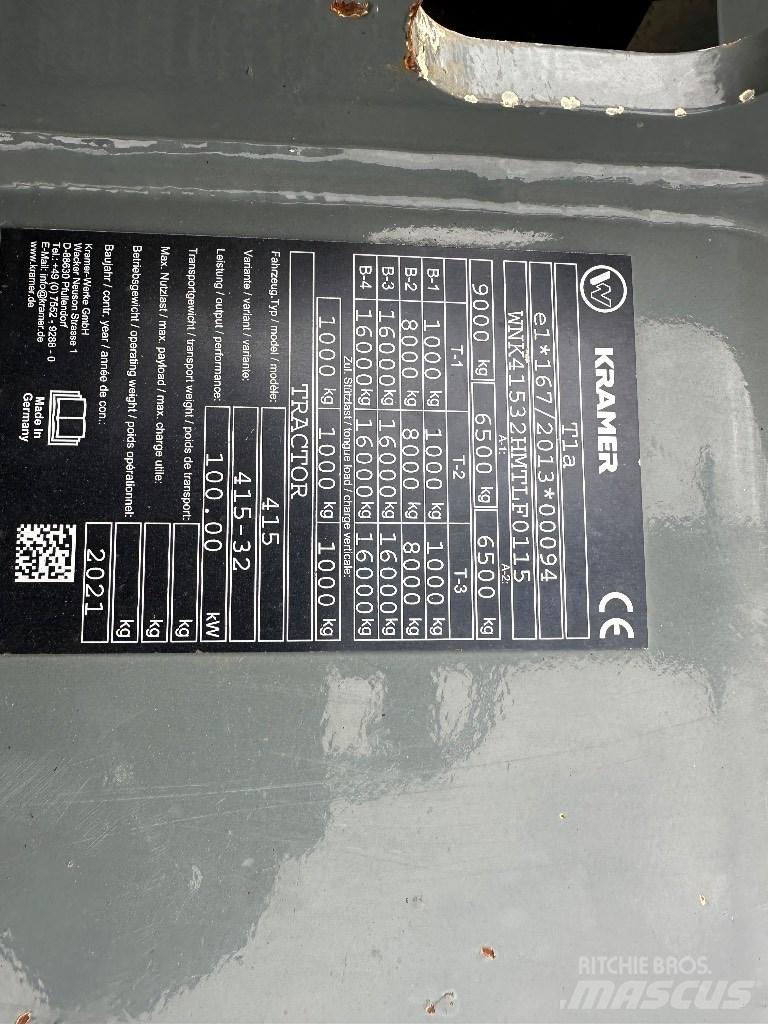 KRAMER CE
T1a
e1*167/2013*00094
WNK41532HMTLF0115
A-1: A-2:
9000 kg 6500 kg 6500 kg
T-1 T-2 T-3
B-1 1000 kg 1000 kg 1000 kg
B-2 8000 kg 8000 kg 8000 kg
B-3 16000 kg 16000 kg 16000 kg
B-4 16000 kg 16000 kg 16000 kg
zul. Stützlast / tongue load / charge verticale:
1000 kg 1000 kg 1000 kg
TRACTOR
Fahrzeug.Typ / model / modèle: 415
Variante / variant / variante: 415-32
Leistung / output / performance: 100.00 kW
Transportgewicht / transport weight / poids de transport: kg
Max. Nutzlast / max. payload / max. charge utile: kg
Betriebsgewicht / operating weight / poids opérationnel: kg
Baujahr / contr. year / année de con.: 2021
Kramer-Werke GmbH
Wacker Neuson Strasse 1
D-88630 Pfullendorf
Tel.: +49 (0) 7552 - 9288 - 0
E-Mail: info@kramer.de
www.kramer.de
Made In
Germany
RITCHIE BROS.
MASCUS